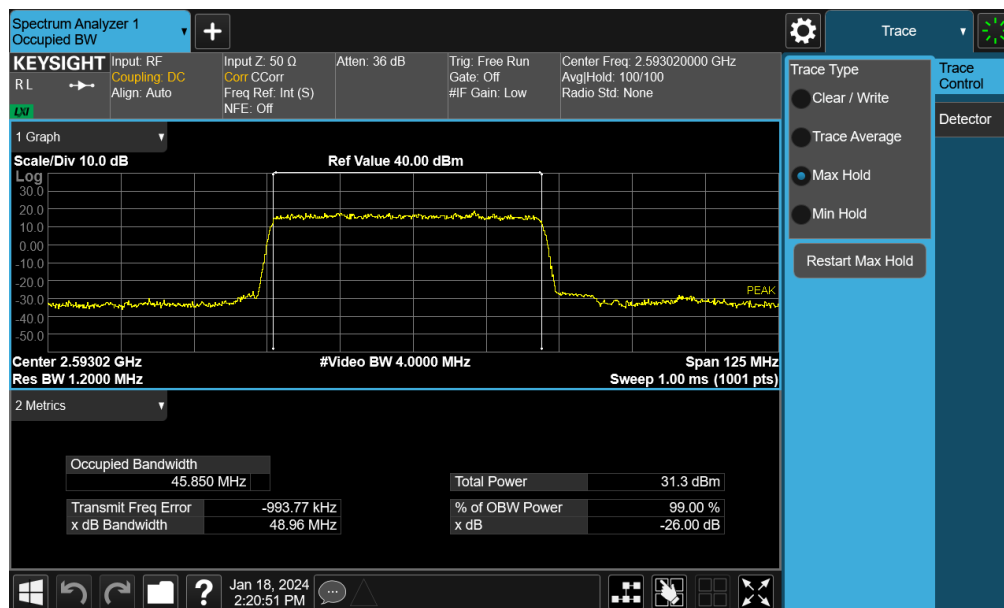 Spectrum Analyzer 1
Occupied BW
Trace
KEYSIGHT
R L
LXI
Input: RF
Coupling: DC
Align: Auto
Input Z: 50 Ω
Corr CCorr
Freq Ref: Int (S)
NFE: Off
Atten: 36 dB
Trig: Free Run
Gate: Off
#IF Gain: Low
Center Freq: 2.593020000 GHz
Avg|Hold: 100/100
Radio Std: None
Trace Type
Clear / Write
Trace Average
Max Hold
Min Hold
Restart Max Hold
Trace
Control
Detector
1 Graph
Scale/Div 10.0 dB
Ref Value 40.00 dBm
Log
30.0
20.0
10.0
0.00
-10.0
-20.0
-30.0
-40.0
-50.0
PEAK
Center 2.59302 GHz
#Video BW 4.0000 MHz
Span 125 MHz
Res BW 1.2000 MHz
Sweep 1.00 ms (1001 pts)
2 Metrics
Occupied Bandwidth
45.850 MHz
Total Power 31.3 dBm
Transmit Freq Error -993.77 kHz
% of OBW Power 99.00 %
x dB Bandwidth 48.96 MHz
x dB -26.00 dB
?
Jan 18, 2024
2:20:51 PM